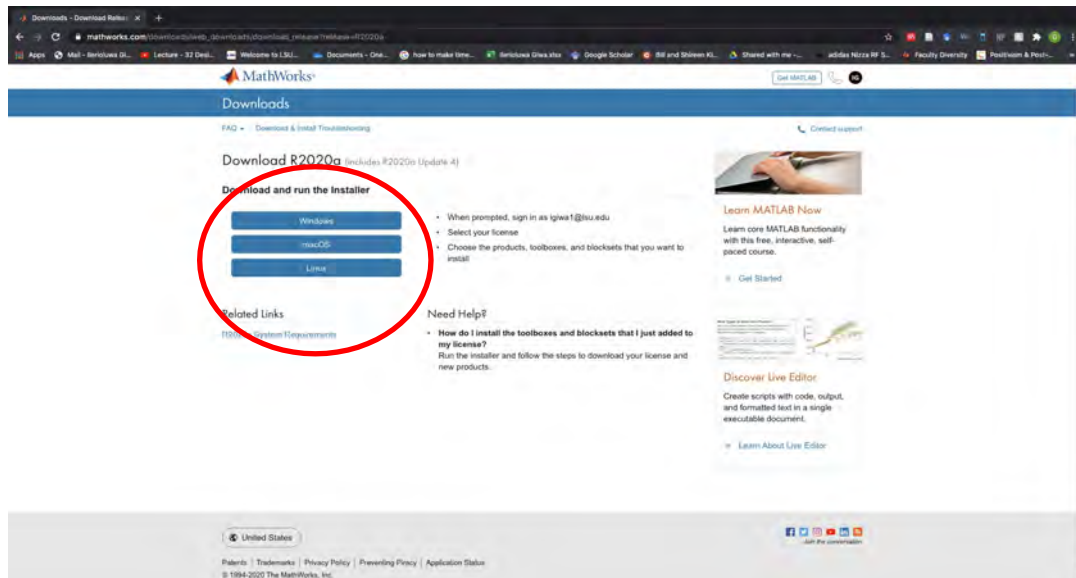 Downloads - Download Releas
mathworks.com/downloads/web_downloads/download_release?release=R2020a
Apps
Lecture - 32 Desi...
Welcome to LSU...
Documents - One...
how to make time...
Google Scholar
Bill and Shireen Ki...
Shared with me -...
adidas Nizza RF S...
Faculty Diversity
MathWorks
Get MATLAB
Downloads
FAQ
Download & Install Troubleshooting
Contact support
Download R2020a (includes R2020a Update 4)
Download and run the Installer
Windows
macOS
Linux
When prompted, sign in as igiwa1@lsu.edu
Select your license
Choose the products, toolboxes, and blocksets that you want to
install
Related Links
R2020a System Requirements
Need Help?
How do I install the toolboxes and blocksets that I just added to
my license?
Run the installer and follow the steps to download your license and
new products.
Learn MATLAB Now
Learn core MATLAB functionality
with this free, interactive, self-
paced course.
Get Started
Discover Live Editor
Create scripts with code, output,
and formatted text in a single
executable document.
Learn About Live Editor
United States
Join the conversation
Patents | Trademarks | Privacy Policy | Preventing Piracy | Application Status
© 1994-2020 The MathWorks, Inc.